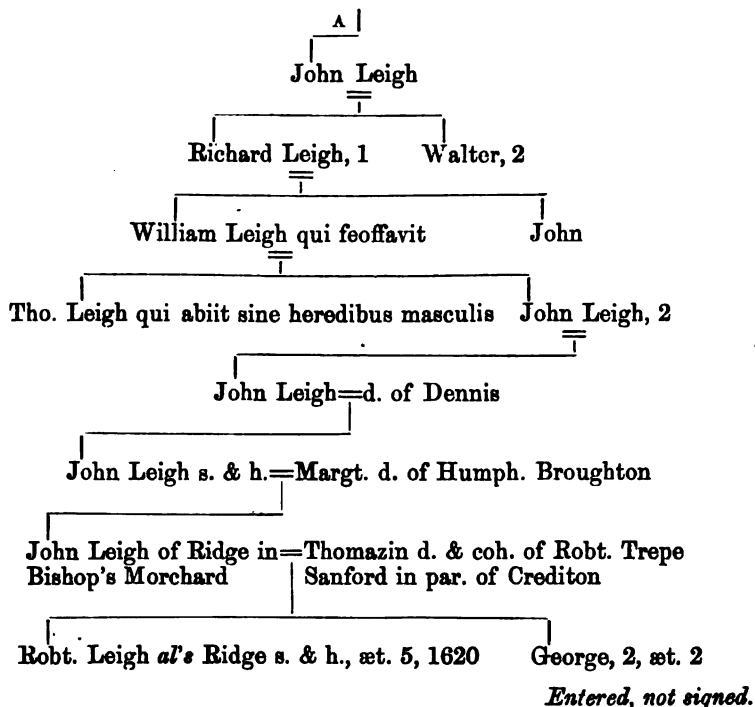 A
John Leigh
Richard Leigh, 1 Walter, 2
William Leigh qui feoffavit John
Tho. Leigh qui abiit sine heredibus masculis John Leigh, 2
John Leigh=d. of Dennis
John Leigh s. & h.=Margt. d. of Humph. Broughton
John Leigh of Ridge in=Thomazin d. & coh. of Robt. Trepe
Bishop's Morchard Sanford in par. of Crediton
Robt. Leigh al's Ridge s. & h., æt. 5, 1620 George, 2, æt. 2
Entered, not signed.